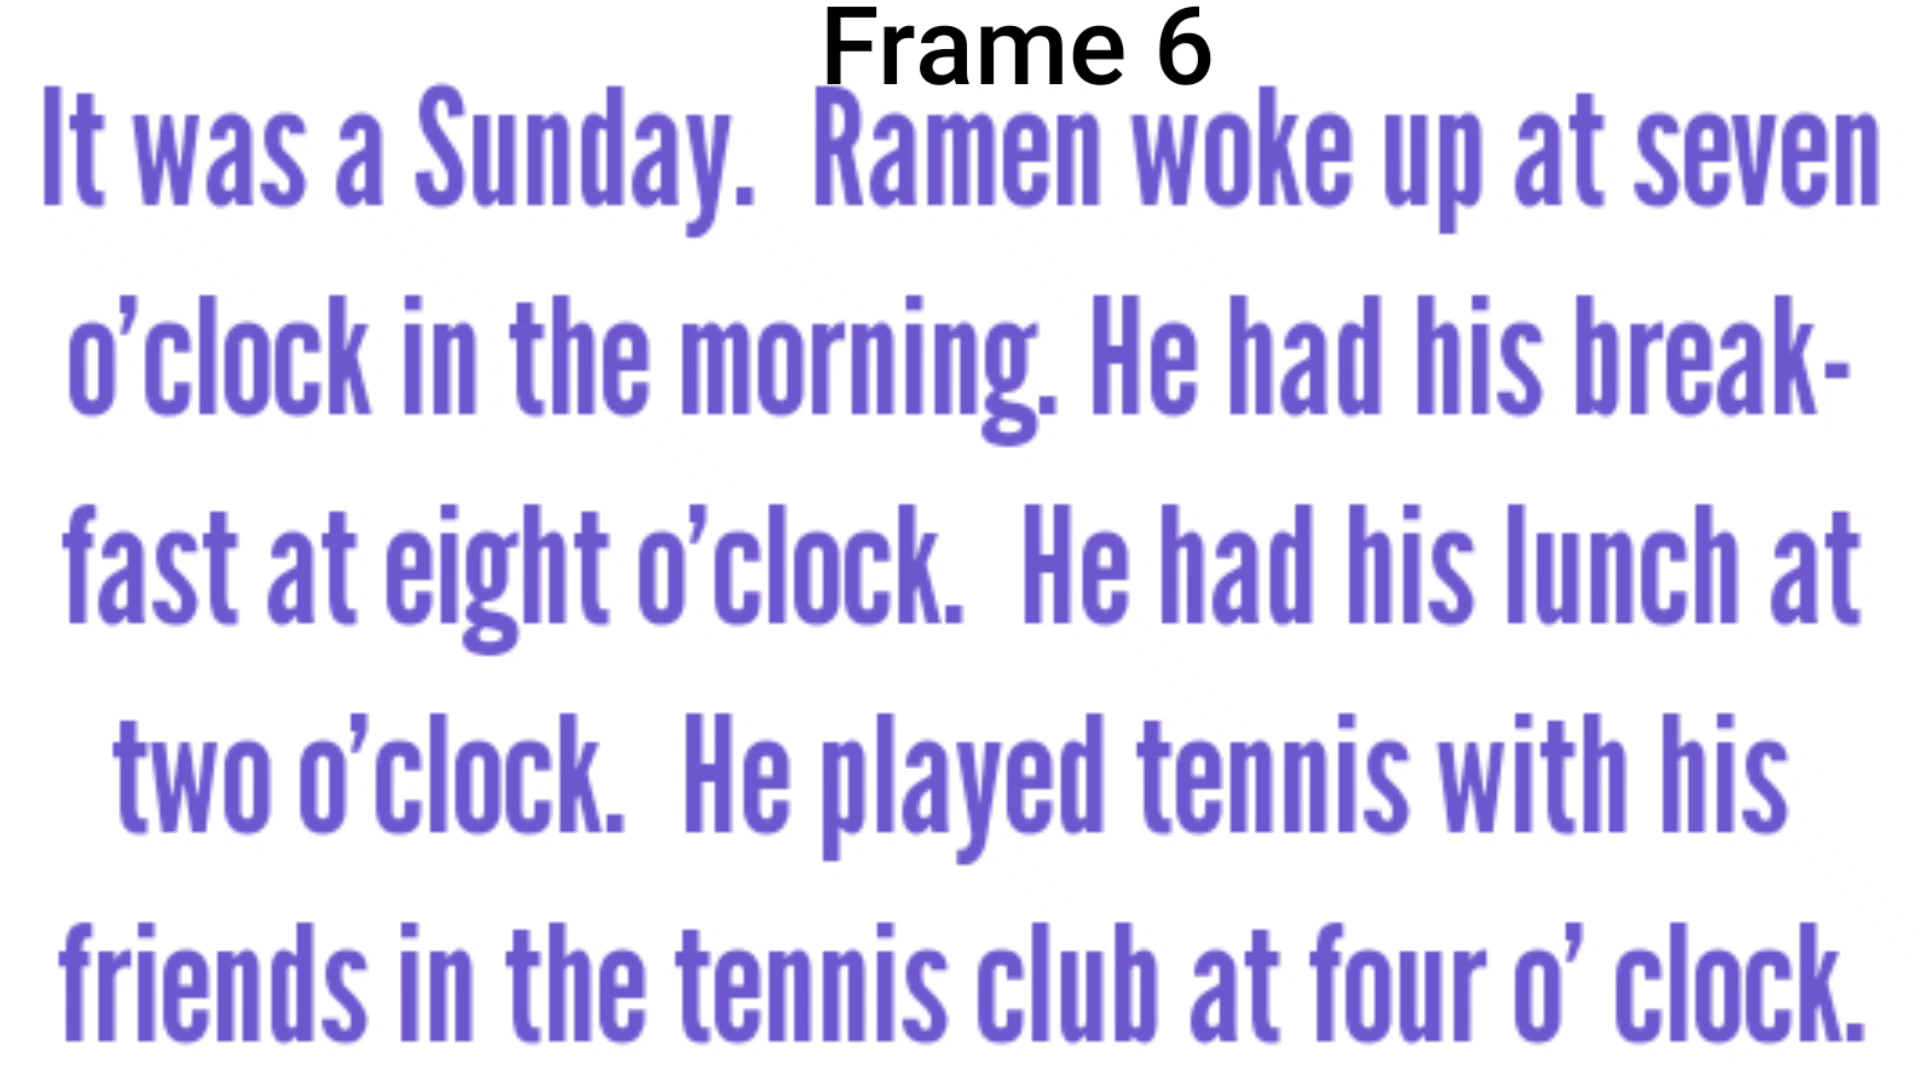 Frame 6
It was a Sunday.  Ramen woke up at seven
o’clock in the morning. He had his break-
fast at eight o’clock.  He had his lunch at
two o’clock.  He played tennis with his
friends in the tennis club at four o’ clock.